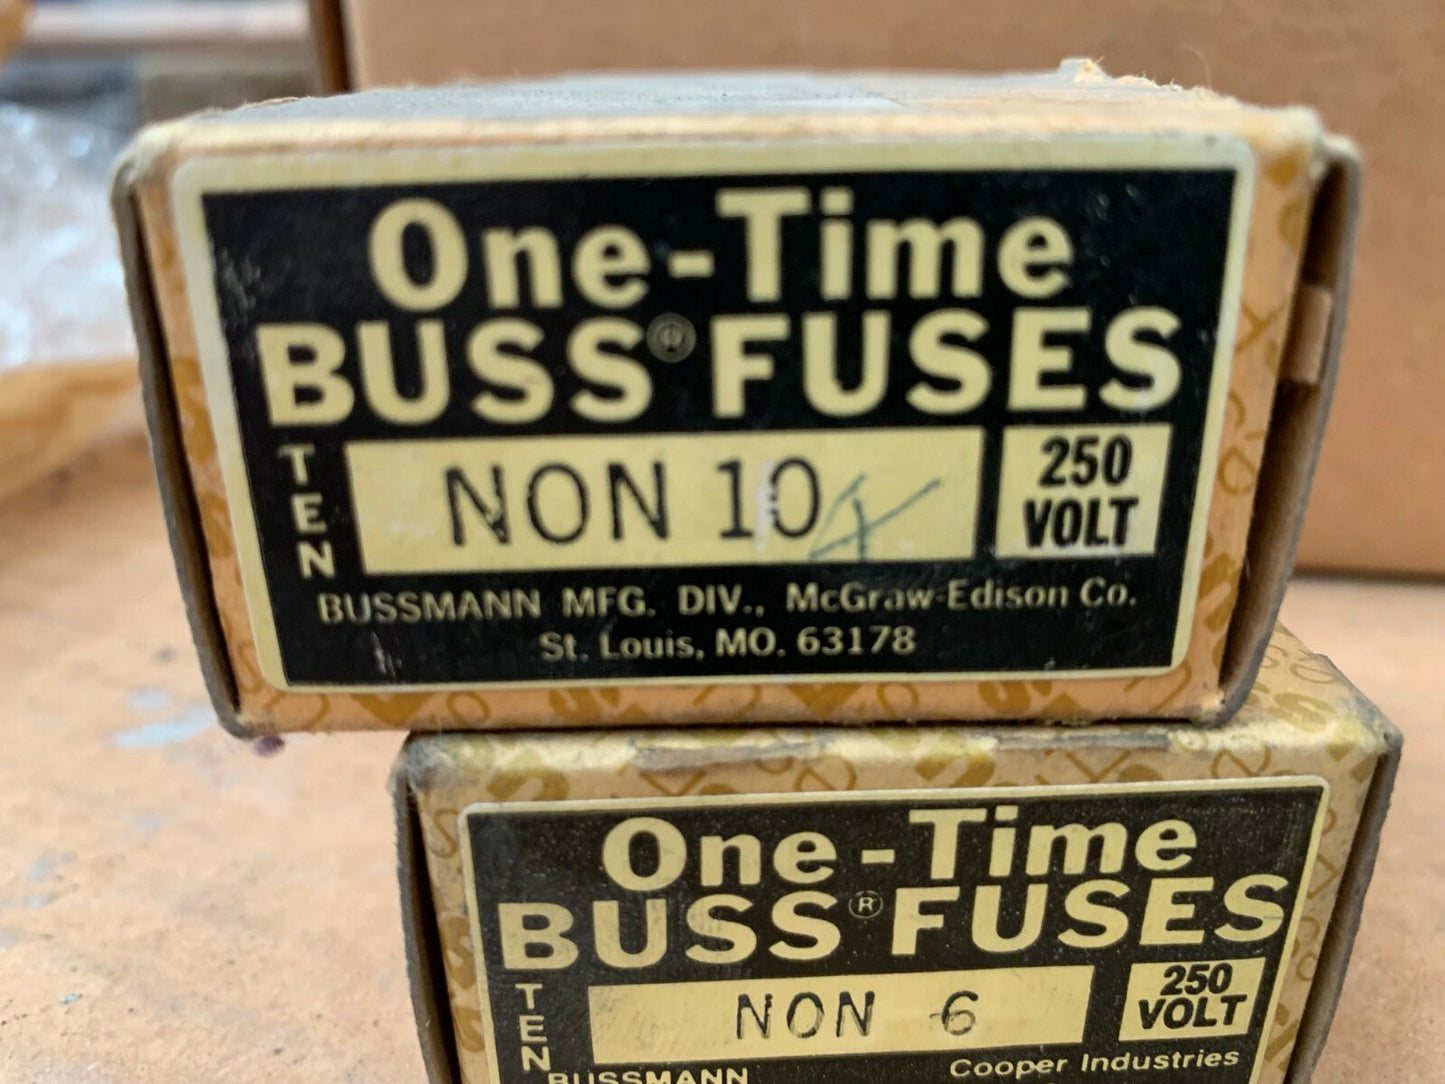 One-Time
BUSS® FUSES
TEN
NON 10
250
VOLT
BUSSMANN MFG. DIV., McGraw-Edison Co.
St. Louis, MO. 63178
One-Time
BUSS® FUSES
TEN
NON 6
250
VOLT
BUSSMANN
Cooper Industries